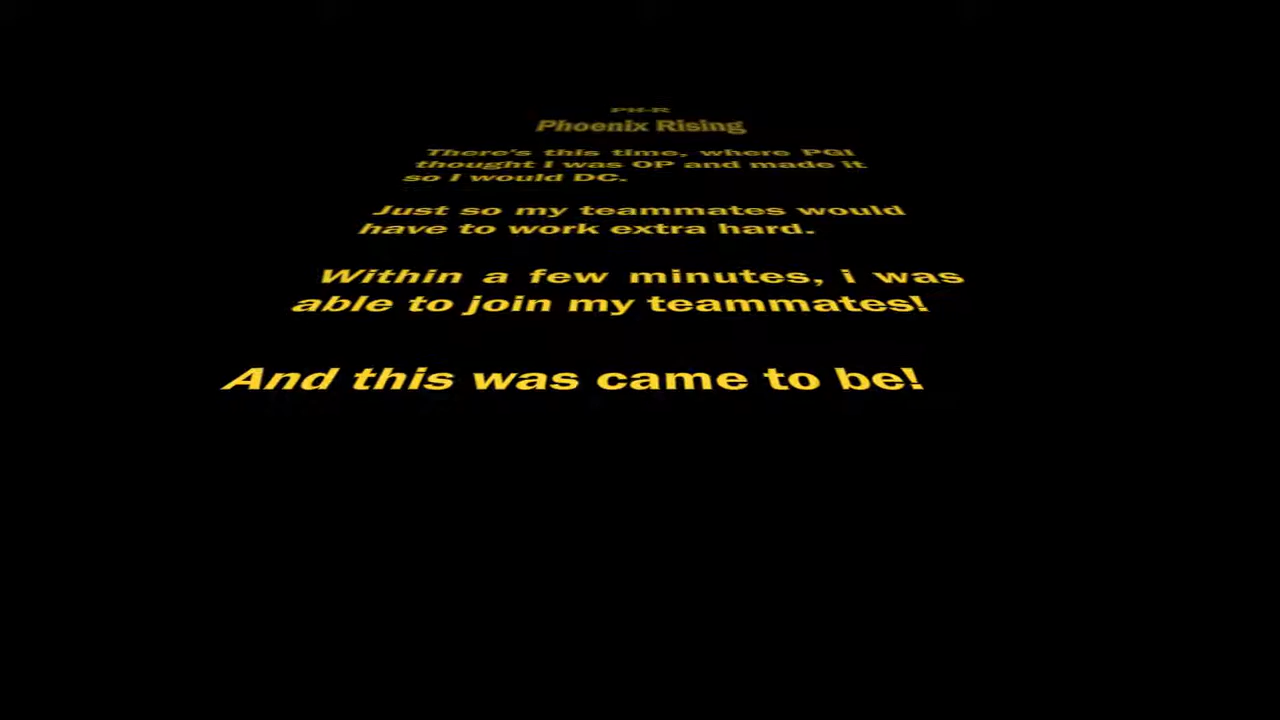 PH-R
Phoenix Rising
There's this time, where PGI
thought I was OP and made it
so I would DC.
Just so my teammates would
have to work extra hard.
Within a few minutes, i was
able to join my teammates!
And this was came to be!